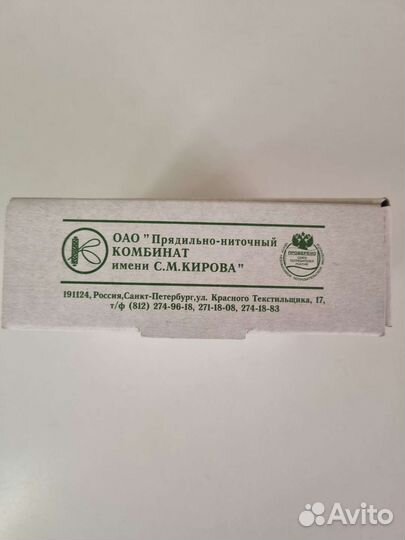 ОАО "Прядильно-ниточный
КОМБИНАТ
имени С.М.КИРОВА"
ПРОВЕРЕНО
191124, Россия,Санкт-Петербург,ул. Красного Текстильщика, 17,
т/ф (812) 274-96-18, 271-18-08, 274-18-83
Avito